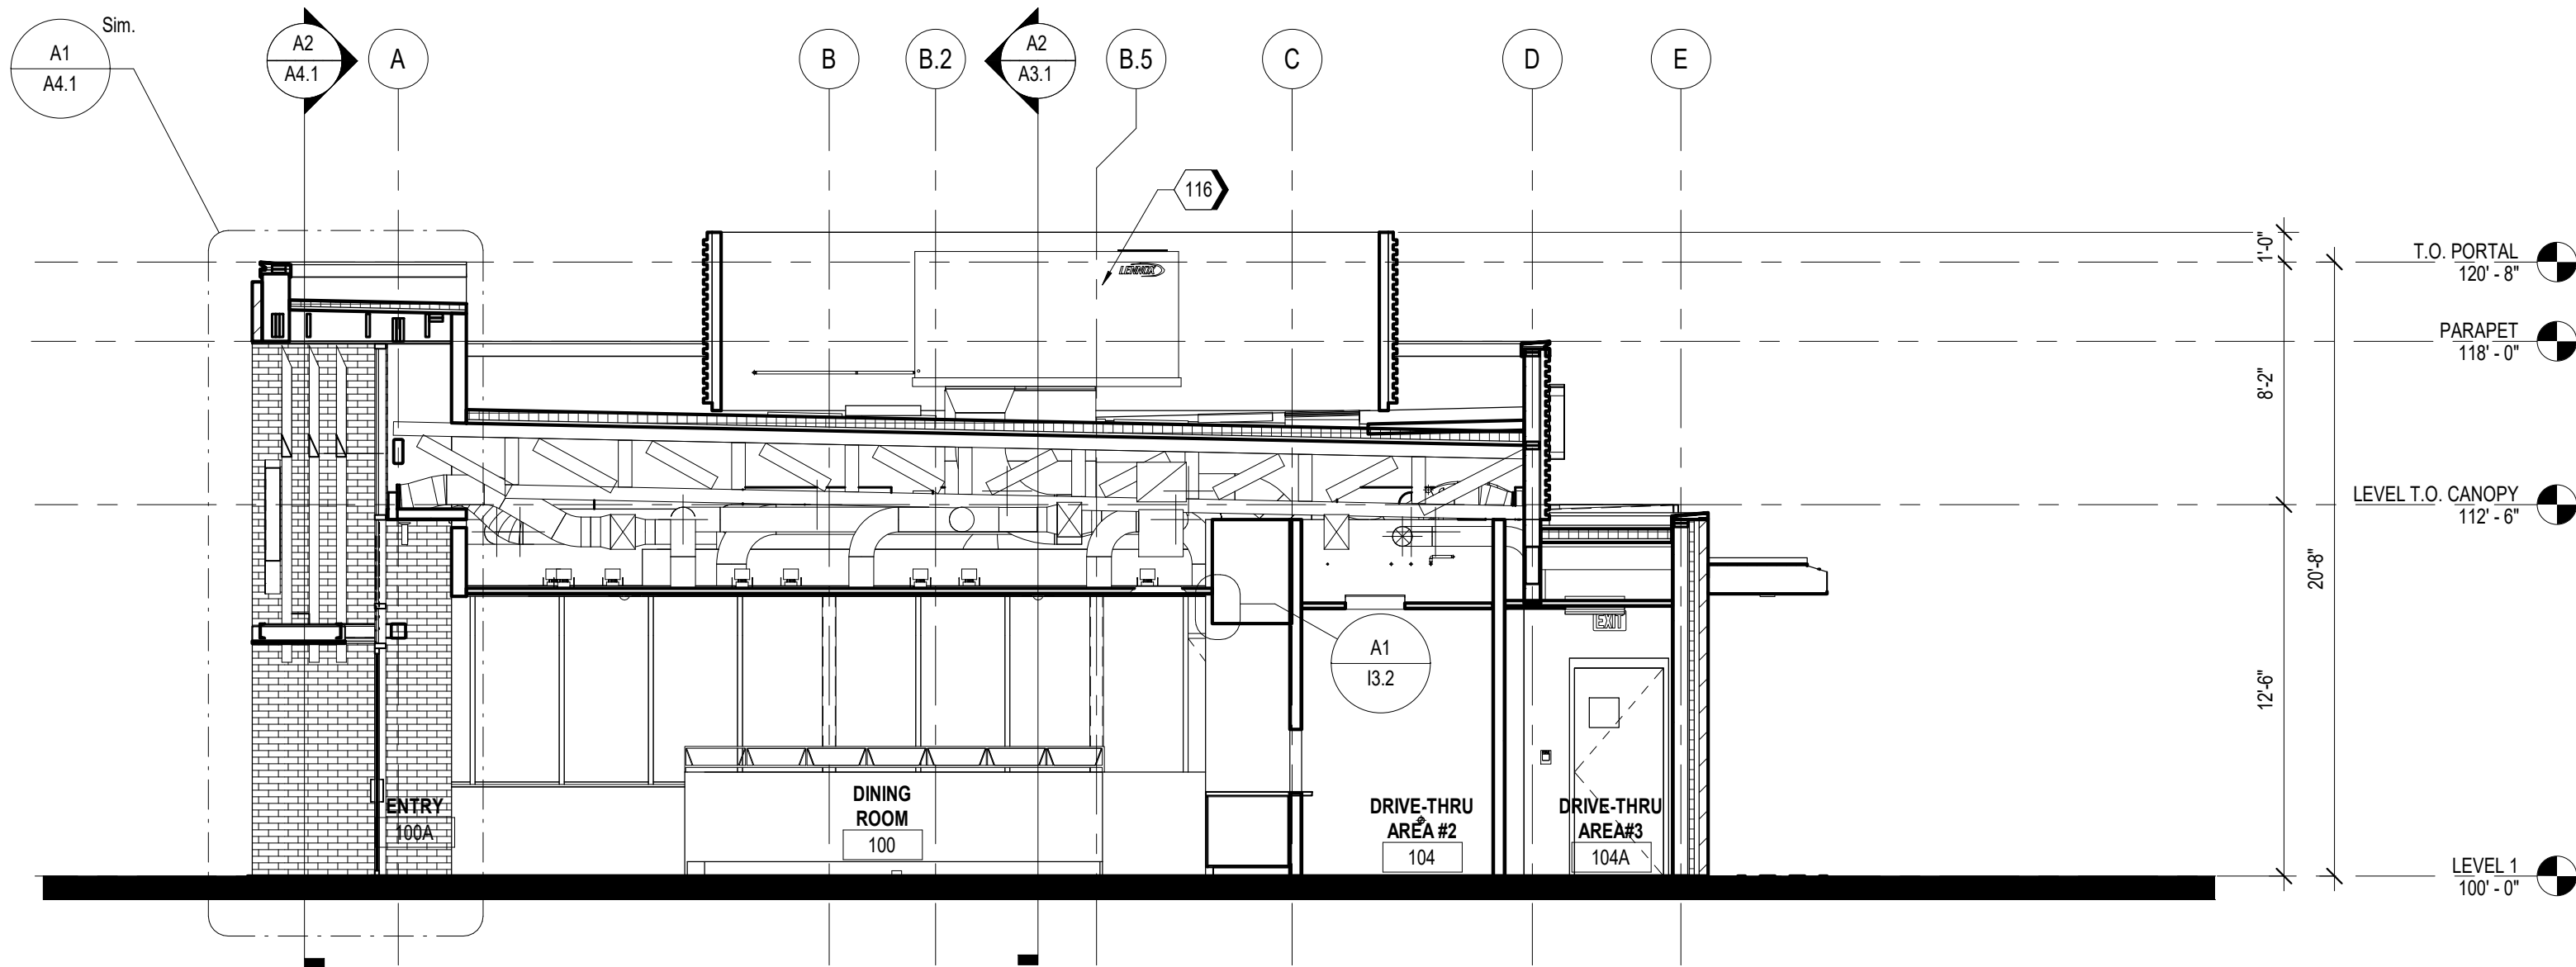 Sim.
A1
A4.1
A2
A4.1
A
B
B.2
A2
A3.1
B.5
C
D
E
116
LENNOX
1'-0"
T.O. PORTAL
120' - 8"
PARAPET
118' - 0"
8'-2"
LEVEL T.O. CANOPY
112' - 6"
20'-8"
EXIT
A1
I3.2
12'-6"
ENTRY
100A
DINING
ROOM
100
DRIVE-THRU
AREA #2
104
DRIVE-THRU
AREA#3
104A
LEVEL 1
100' - 0"